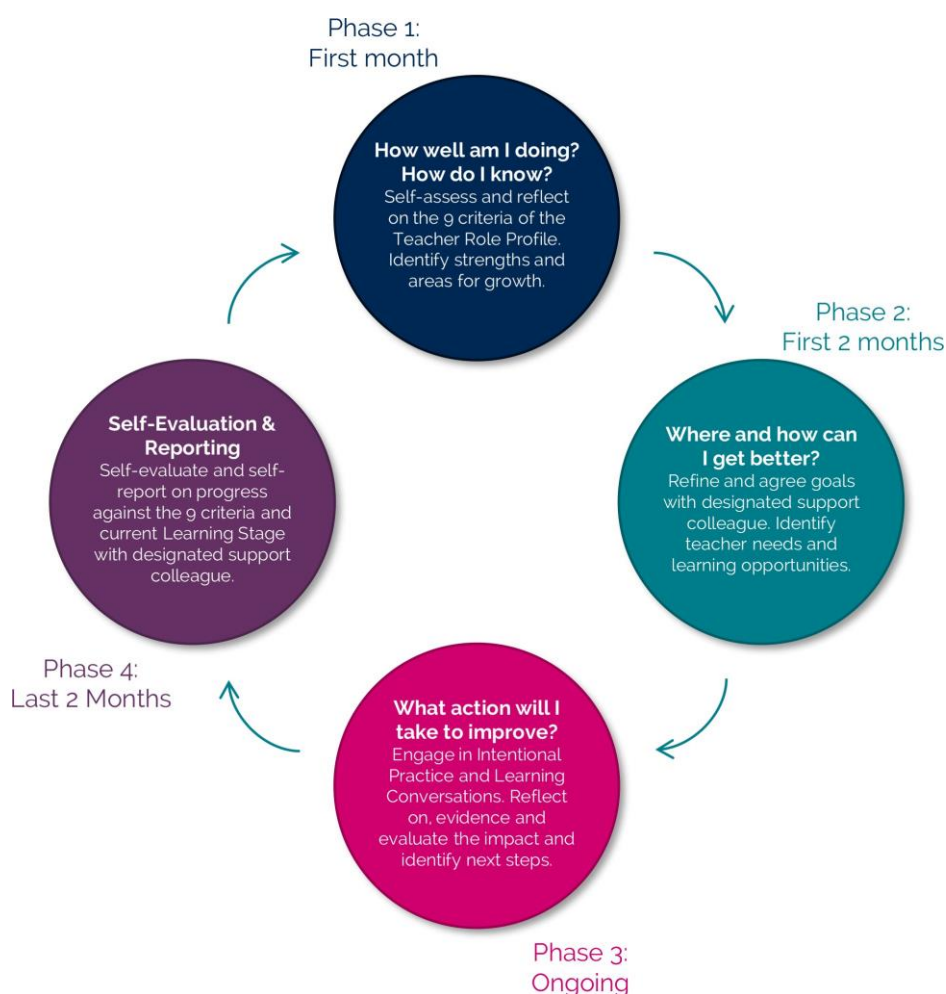 Phase 1:
First month
How well am I doing?
How do I know?
Self-assess and reflect
on the 9 criteria of the
Teacher Role Profile.
Identify strengths and
areas for growth.
Phase 2:
First 2 months
Where and how can
I get better?
Refine and agree goals
with designated support
colleague. Identify
teacher needs and
learning opportunities.
What action will I
take to improve?
Engage in Intentional
Practice and Learning
Conversations. Reflect
on, evidence and
evaluate the impact and
identify next steps.
Phase 3:
Ongoing
Self-Evaluation &
Reporting
Self-evaluate and self-
report on progress
against the 9 criteria and
current Learning Stage
with designated support
colleague.
Phase 4:
Last 2 Months